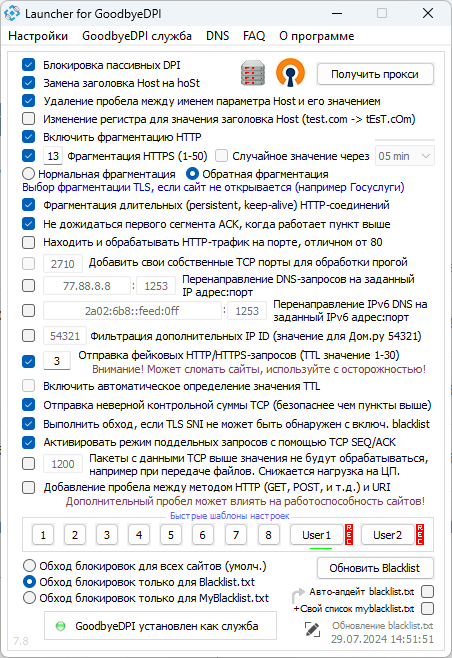 Launcher for GoodbyeDPI
Настройки GoodbyeDPI служба DNS FAQ О программе
Блокировка пассивных DPI
Замена заголовка Host на hoSt
Получить прокси
Удаление пробела между именем параметра Host и его значением
Изменение регистра для значения заголовка Host (test.com -> tEsT.cOm)
Включить фрагментацию HTTP
13 Фрагментация HTTPS (1-50) Случайное значение через 05 min
Нормальная фрагментация Обратная фрагментация
Выбор фрагментации TLS, если сайт не открывается (например Госуслуги)
Фрагментация длительных (persistent, keep-alive) HTTP-соединений
Не дожидаться первого сегмента ACK, когда работает пункт выше
Находить и обрабатывать HTTP-трафик на порте, отличном от 80
2710 Добавить свои собственные TCP порты для обработки прогой
77.88.8.8 : 1253 Перенаправление DNS-запросов на заданный
IP адрес:порт
2a02:6b8::feed:0ff : 1253 Перенаправление IPv6 DNS на
заданный IPv6 адрес:порт
54321 Фильтрация дополнительных IP ID (значение для Дом.ру 54321)
3 Отправка фейковых HTTP/HTTPS-запросов (TTL значение 1-30)
Внимание! Может сломать сайты, используйте с осторожностью!
Включить автоматическое определение значения TTL
Отправка неверной контрольной суммы TCP (безопаснее чем пункты выше)
Выполнить обход, если TLS SNI не может быть обнаружен с включ. blacklist
Активировать режим поддельных запросов с помощью TCP SEQ/ACK
1200 Пакеты с данными TCP выше значения не будут обрабатываться,
например при передаче файлов. Снижается нагрузка на ЦП.
Добавление пробела между методом HTTP (GET, POST, и т.д.) и URI
Дополнительный пробел может влиять на работоспособность сайтов!
Быстрые шаблоны настроек
1 2 3 4 5 6 7 8 User1 REC User2 REC
Обход блокировок для всех сайтов (умолч.)
Обход блокировок только для Blacklist.txt
Обход блокировок только для MyBlacklist.txt
Обновить Blacklist
Авто-апдейт blacklist.txt
+Свой список myblacklist.txt
GoodbyeDPI установлен как служба
Обновление blacklist.txt
29.07.2024 14:51:51
7.8